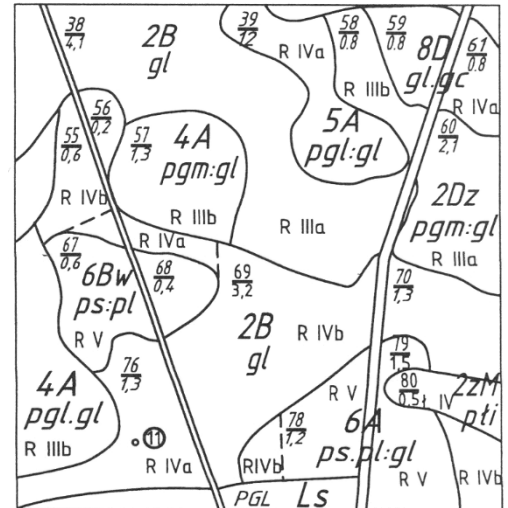 38
4,1
2B
gl
39
12
R IVa
58
0.8
59
0.8
8D
gl.gc
61
0.8
R IIIb
R IVa
56
0,2
55
0,6
57
1,3
4A
pgm:gl
5A
pgl:gl
60
2,1
R IVb
R IIIb
R IIIa
2Dz
pgm:gl
R IIIa
R IVa
67
0,6
6Bw
ps:pl
68
0,4
69
3,2
70
1,3
2B
gl
R IVb
R V
79
1,5
76
1,3
80
0.5
ł IV
2zM
płi
4A
pgl.gl
R IIIb
R V
6A
ps.pl:gl
78
1,2
11
R IVa
RIVb
R V
R IVb
PGL Ls